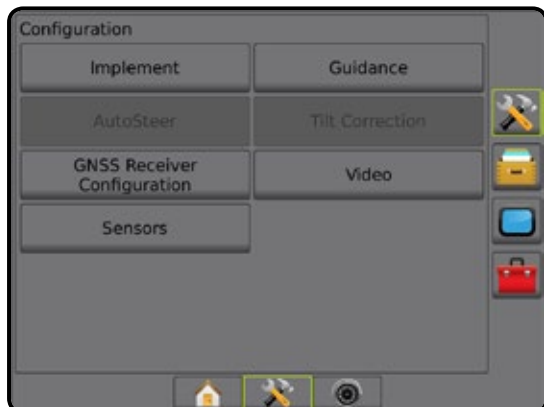 Configuration
Implement
Guidance
AutoSteer
Tilt Correction
GNSS Receiver
Configuration
Video
Sensors